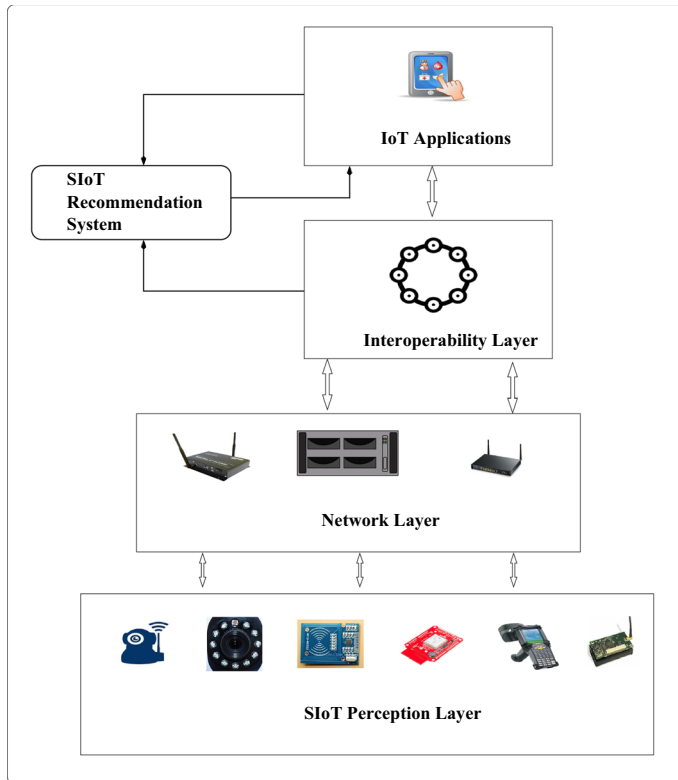 IoT Applications
SIoT
Recommendation
System
Interoperability Layer
Network Layer
SIoT Perception Layer